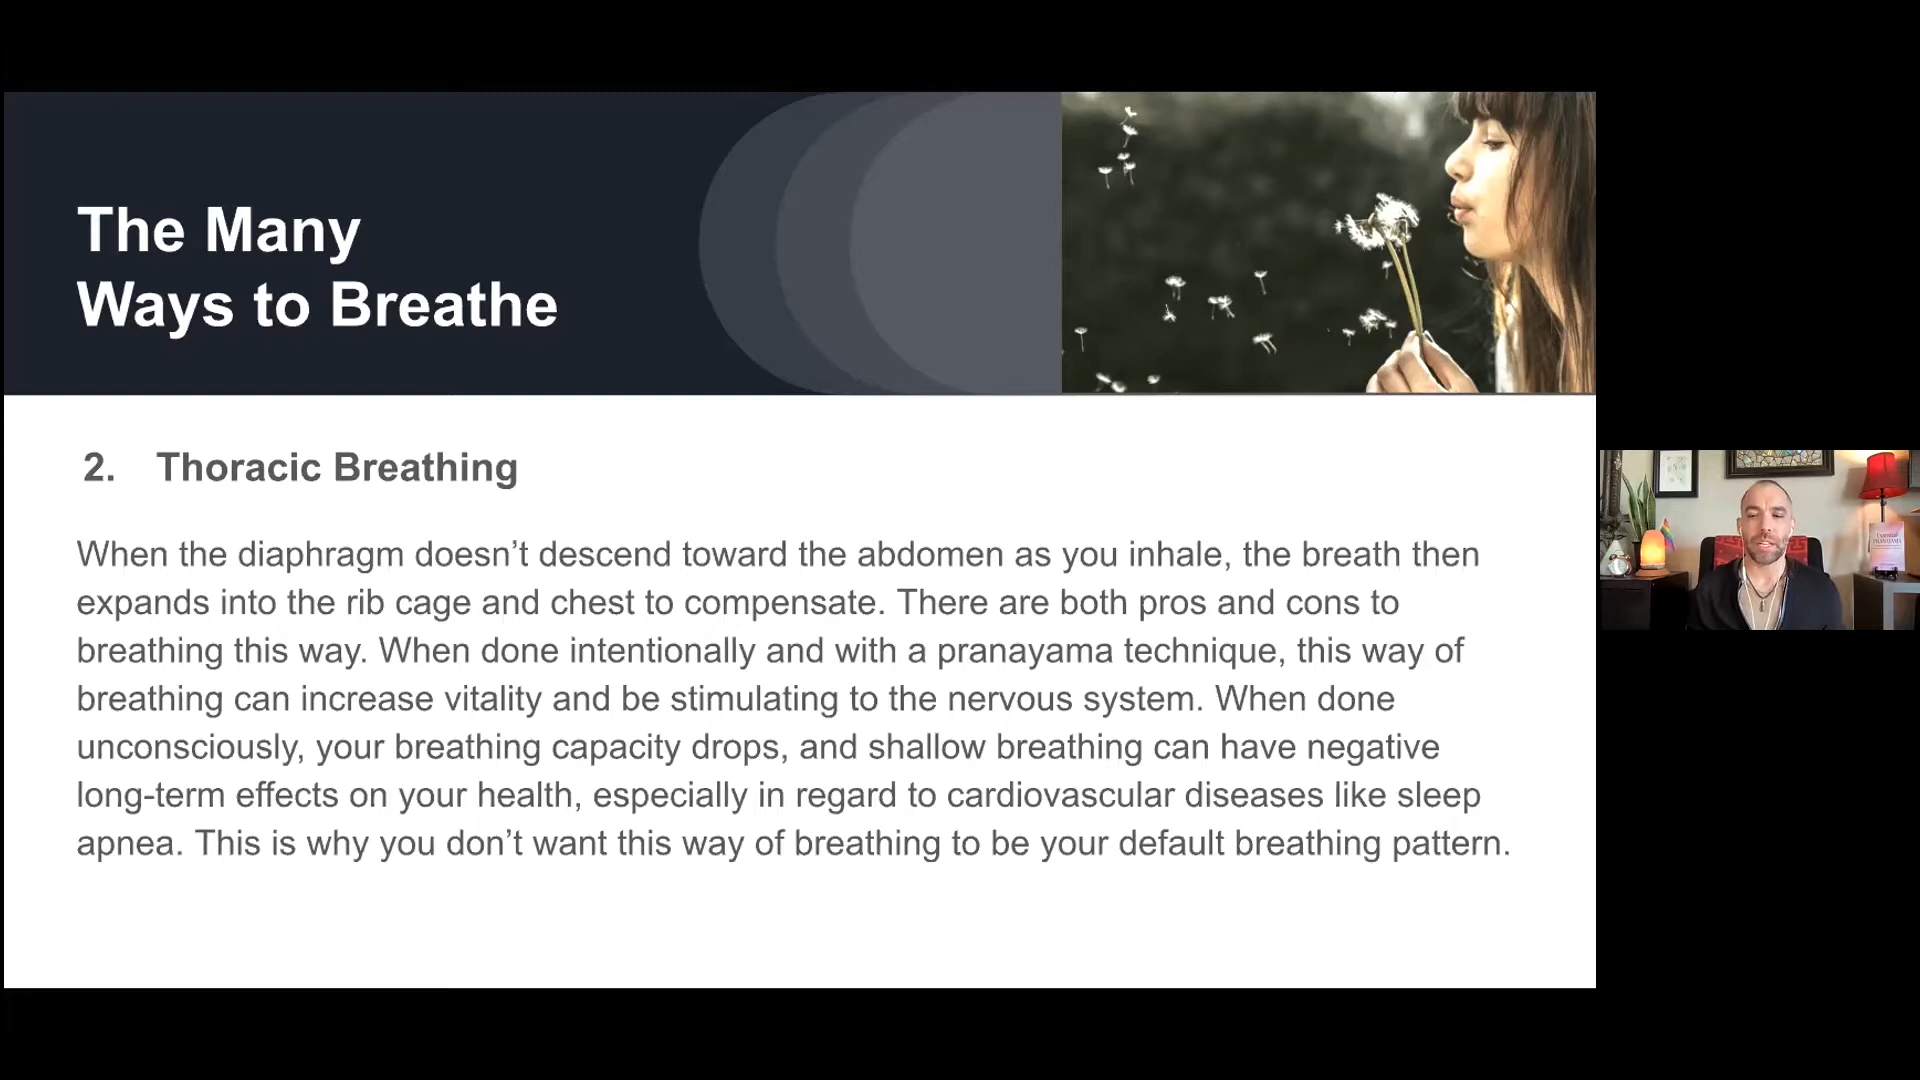 The Many
Ways to Breathe
2. Thoracic Breathing
When the diaphragm doesn’t descend toward the abdomen as you inhale, the breath then
expands into the rib cage and chest to compensate. There are both pros and cons to
breathing this way. When done intentionally and with a pranayama technique, this way of
breathing can increase vitality and be stimulating to the nervous system. When done
unconsciously, your breathing capacity drops, and shallow breathing can have negative
long-term effects on your health, especially in regard to cardiovascular diseases like sleep
apnea. This is why you don’t want this way of breathing to be your default breathing pattern.
Essential
PRANAYAMA